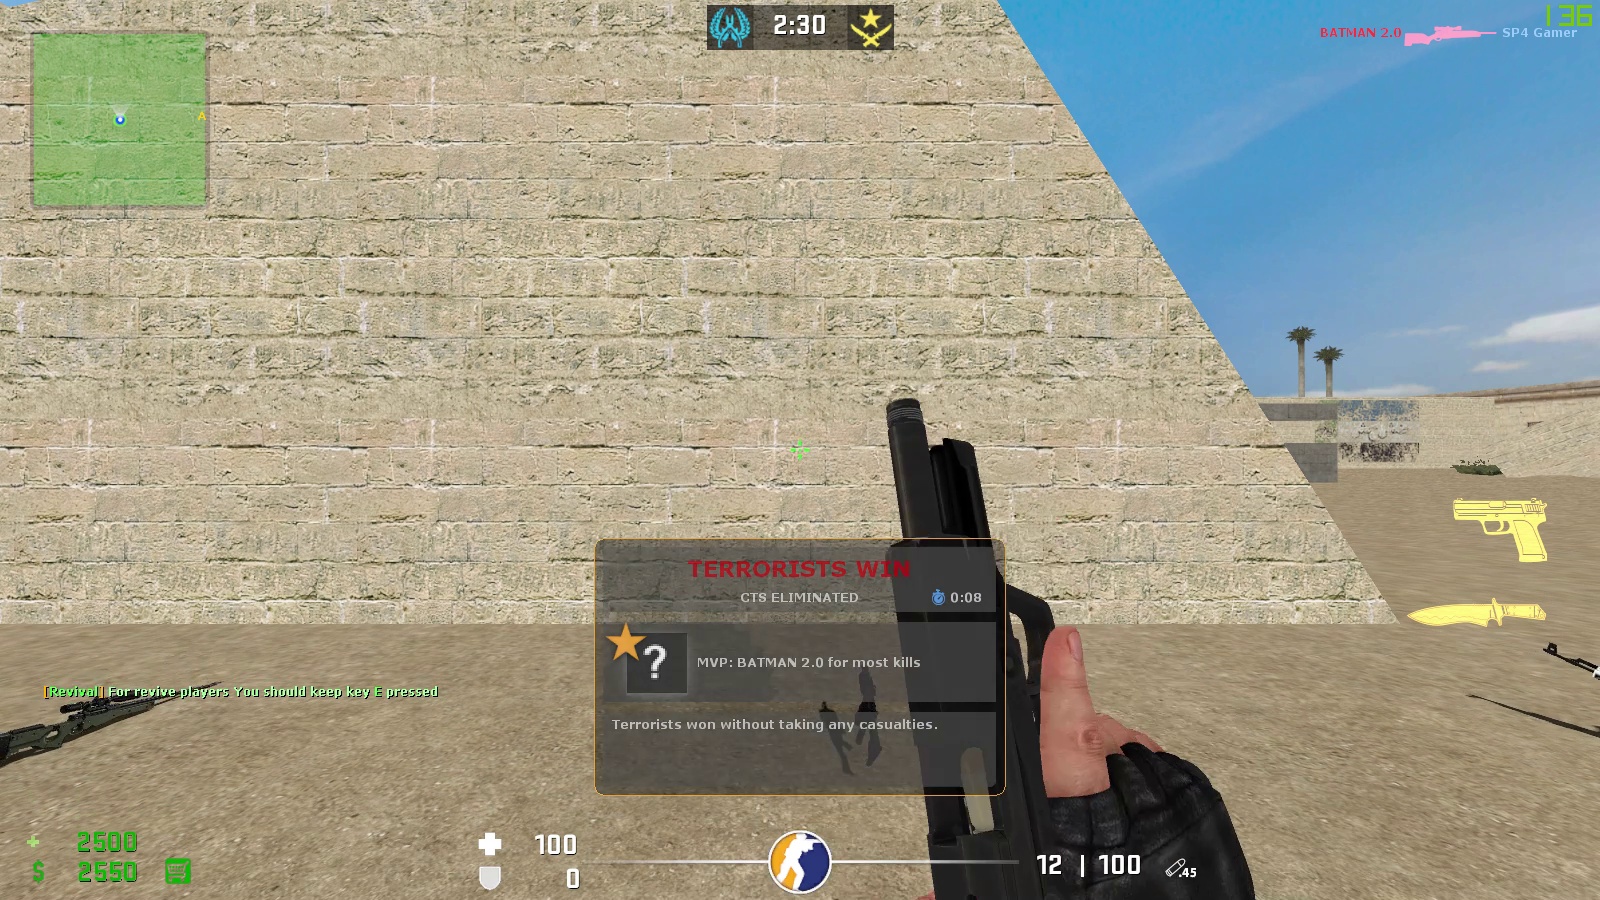 2:30
136
BATMAN 2.0 SP4 Gamer
A
TERRORISTS WIN
CTS ELIMINATED 0:08
?
MVP: BATMAN 2.0 for most kills
[Revival] For revive players You should keep key E pressed
Terrorists won without taking any casualties.
+ 2500
$ 2550
100
0
12 | 100 .45